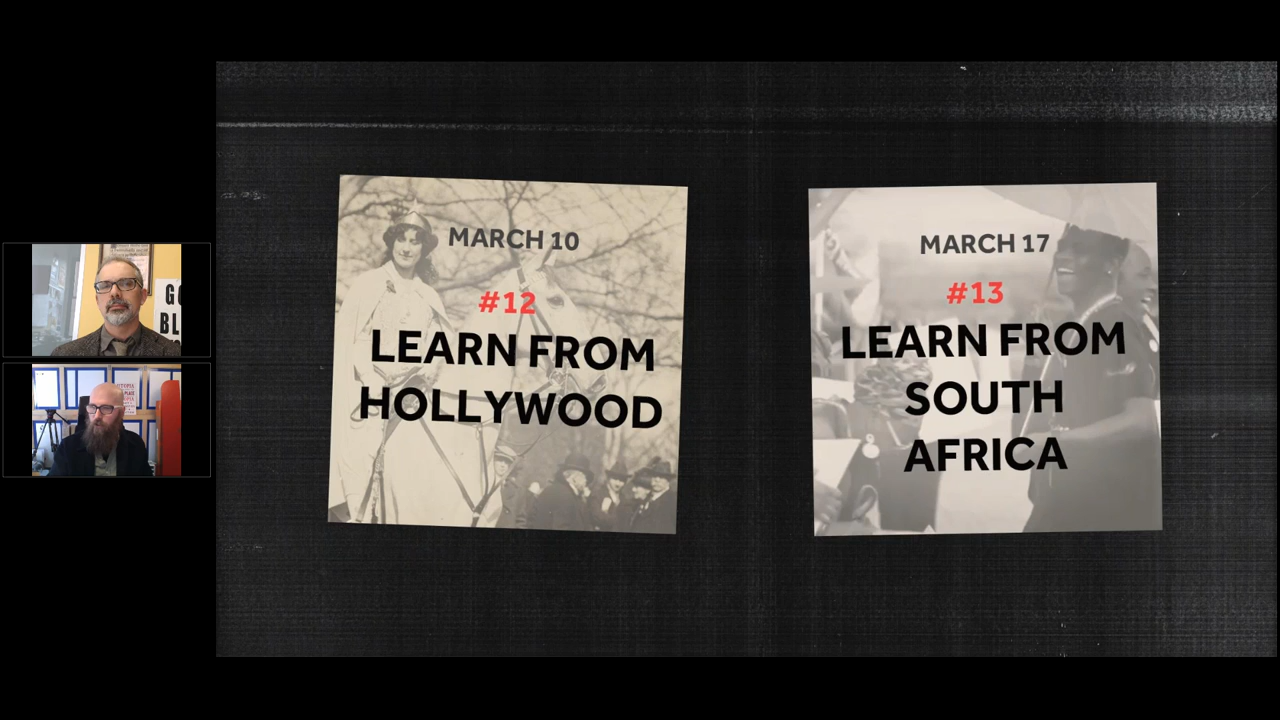 MARCH 10
#12
LEARN FROM
HOLLYWOOD
MARCH 17
#13
LEARN FROM
SOUTH
AFRICA